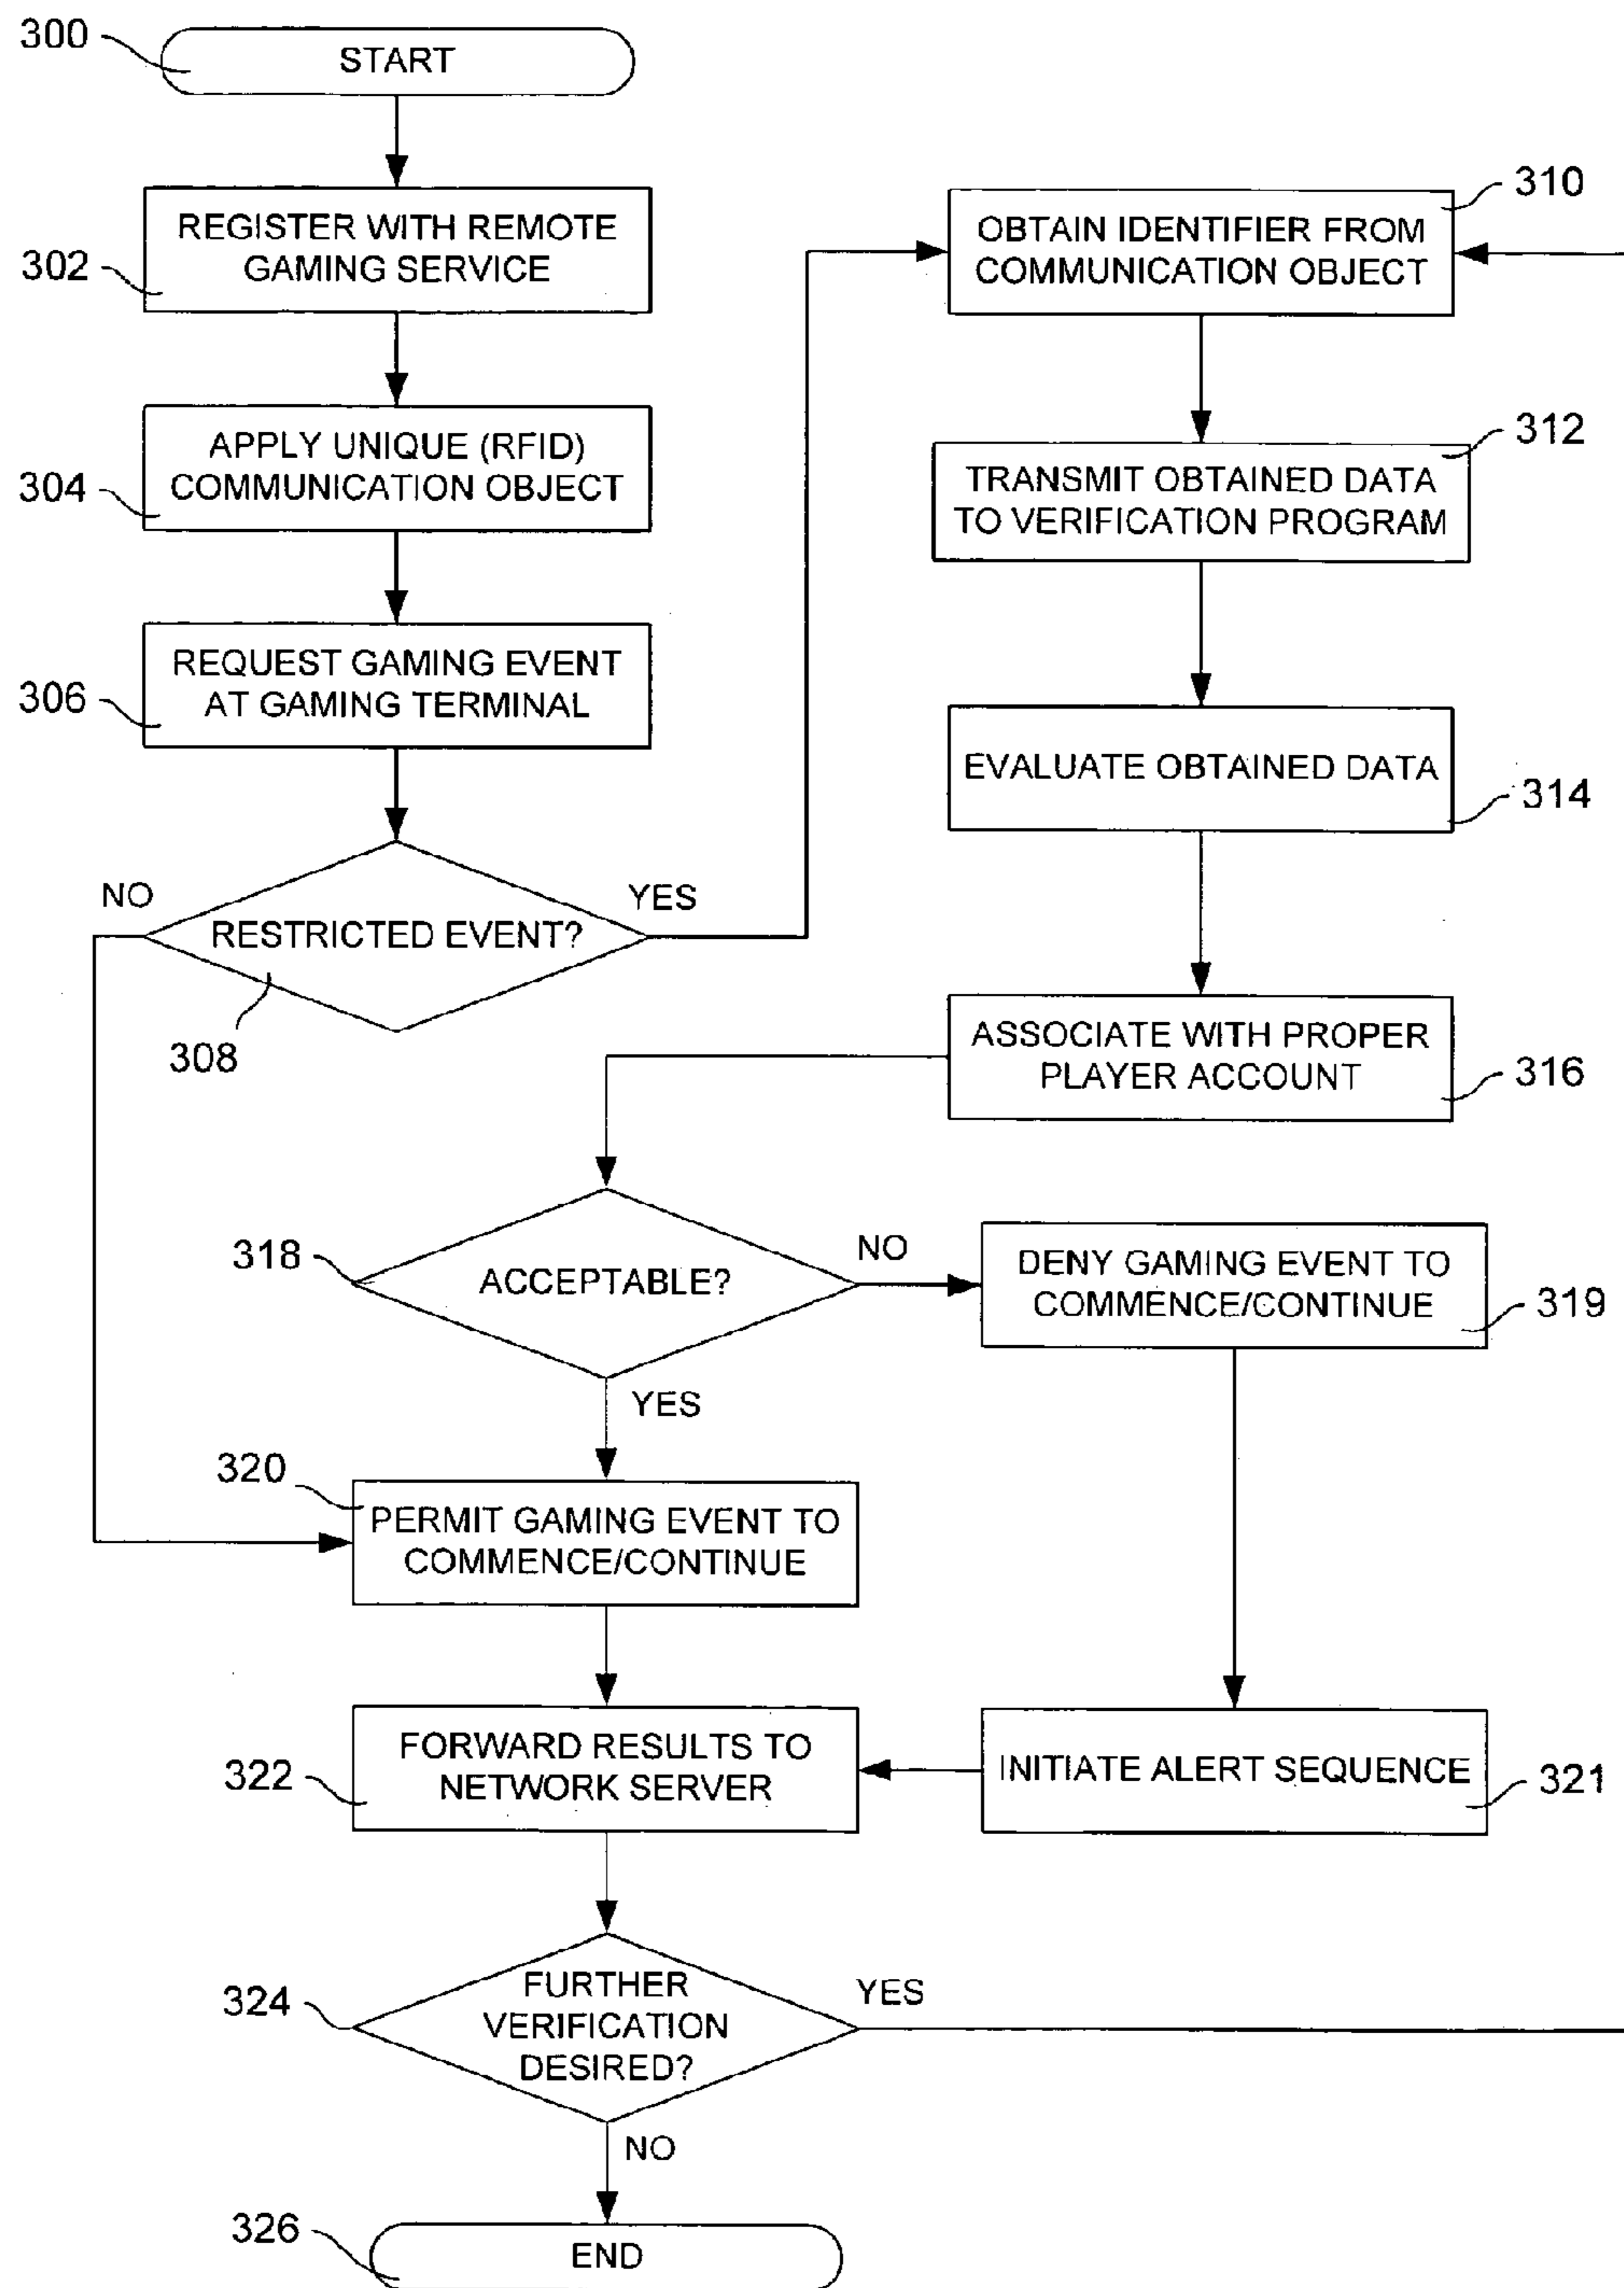 300
START
REGISTER WITH REMOTE
GAMING SERVICE
302
APPLY UNIQUE (RFID)
COMMUNICATION OBJECT
304
REQUEST GAMING EVENT
AT GAMING TERMINAL
306
NO
YES
RESTRICTED EVENT?
308
310
OBTAIN IDENTIFIER FROM
COMMUNICATION OBJECT
312
TRANSMIT OBTAINED DATA
TO VERIFICATION PROGRAM
EVALUATE OBTAINED DATA
314
ASSOCIATE WITH PROPER
PLAYER ACCOUNT
316
318
ACCEPTABLE?
NO
YES
DENY GAMING EVENT TO
COMMENCE/CONTINUE
319
320
PERMIT GAMING EVENT TO
COMMENCE/CONTINUE
FORWARD RESULTS TO
NETWORK SERVER
322
INITIATE ALERT SEQUENCE
321
324
FURTHER
VERIFICATION
DESIRED?
YES
NO
326
END